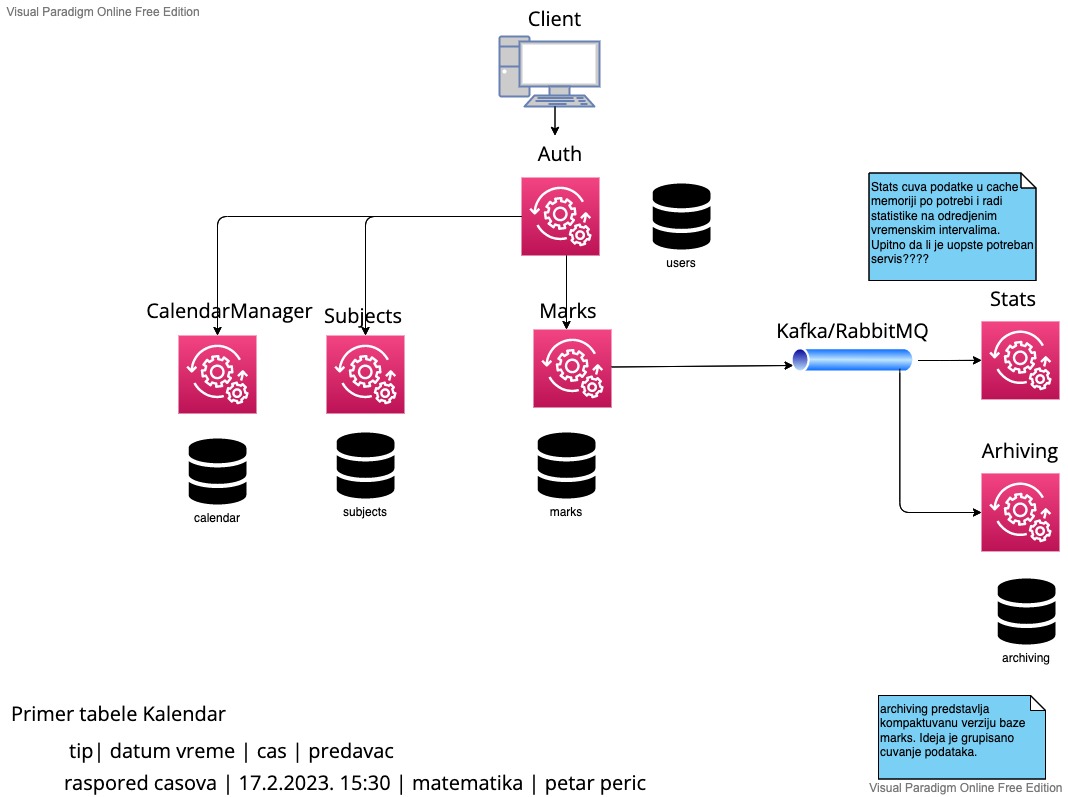 Visual Paradigm Online Free Edition
Client
Auth
users
Stats cuva podatke u cache
memoriji po potrebi i radi
statistike na odredjenim
vremenskim intervalima.
Upitno da li je uopste potreban
servis????
CalendarManager
Subjects
Marks
Kafka/RabbitMQ
Stats
calendar
subjects
marks
Arhiving
archiving
archiving predstavlja
kompaktuvanu verziju baze
marks. Ideja je grupisano
cuvanje podataka.
Primer tabele Kalendar
tip| datum vreme | cas | predavac
raspored casova | 17.2.2023. 15:30 | matematika | petar peric
Visual Paradigm Online Free Edition